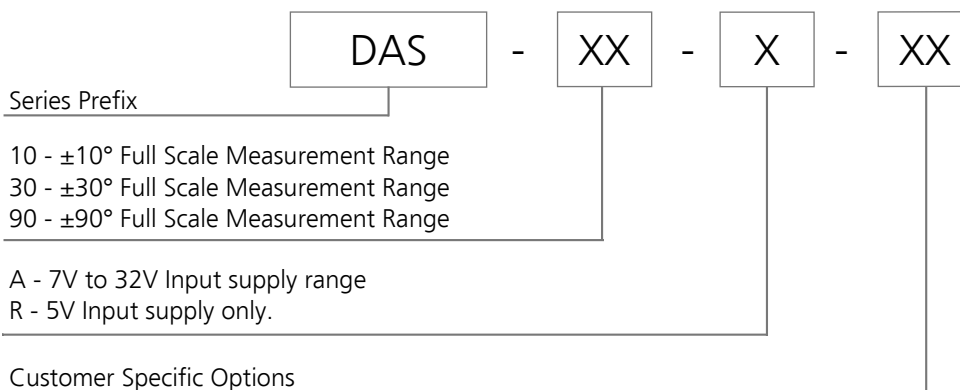 DAS - XX - X - XX
Series Prefix
10 - ±10° Full Scale Measurement Range
30 - ±30° Full Scale Measurement Range
90 - ±90° Full Scale Measurement Range
A - 7V to 32V Input supply range
R - 5V Input supply only.
Customer Specific Options